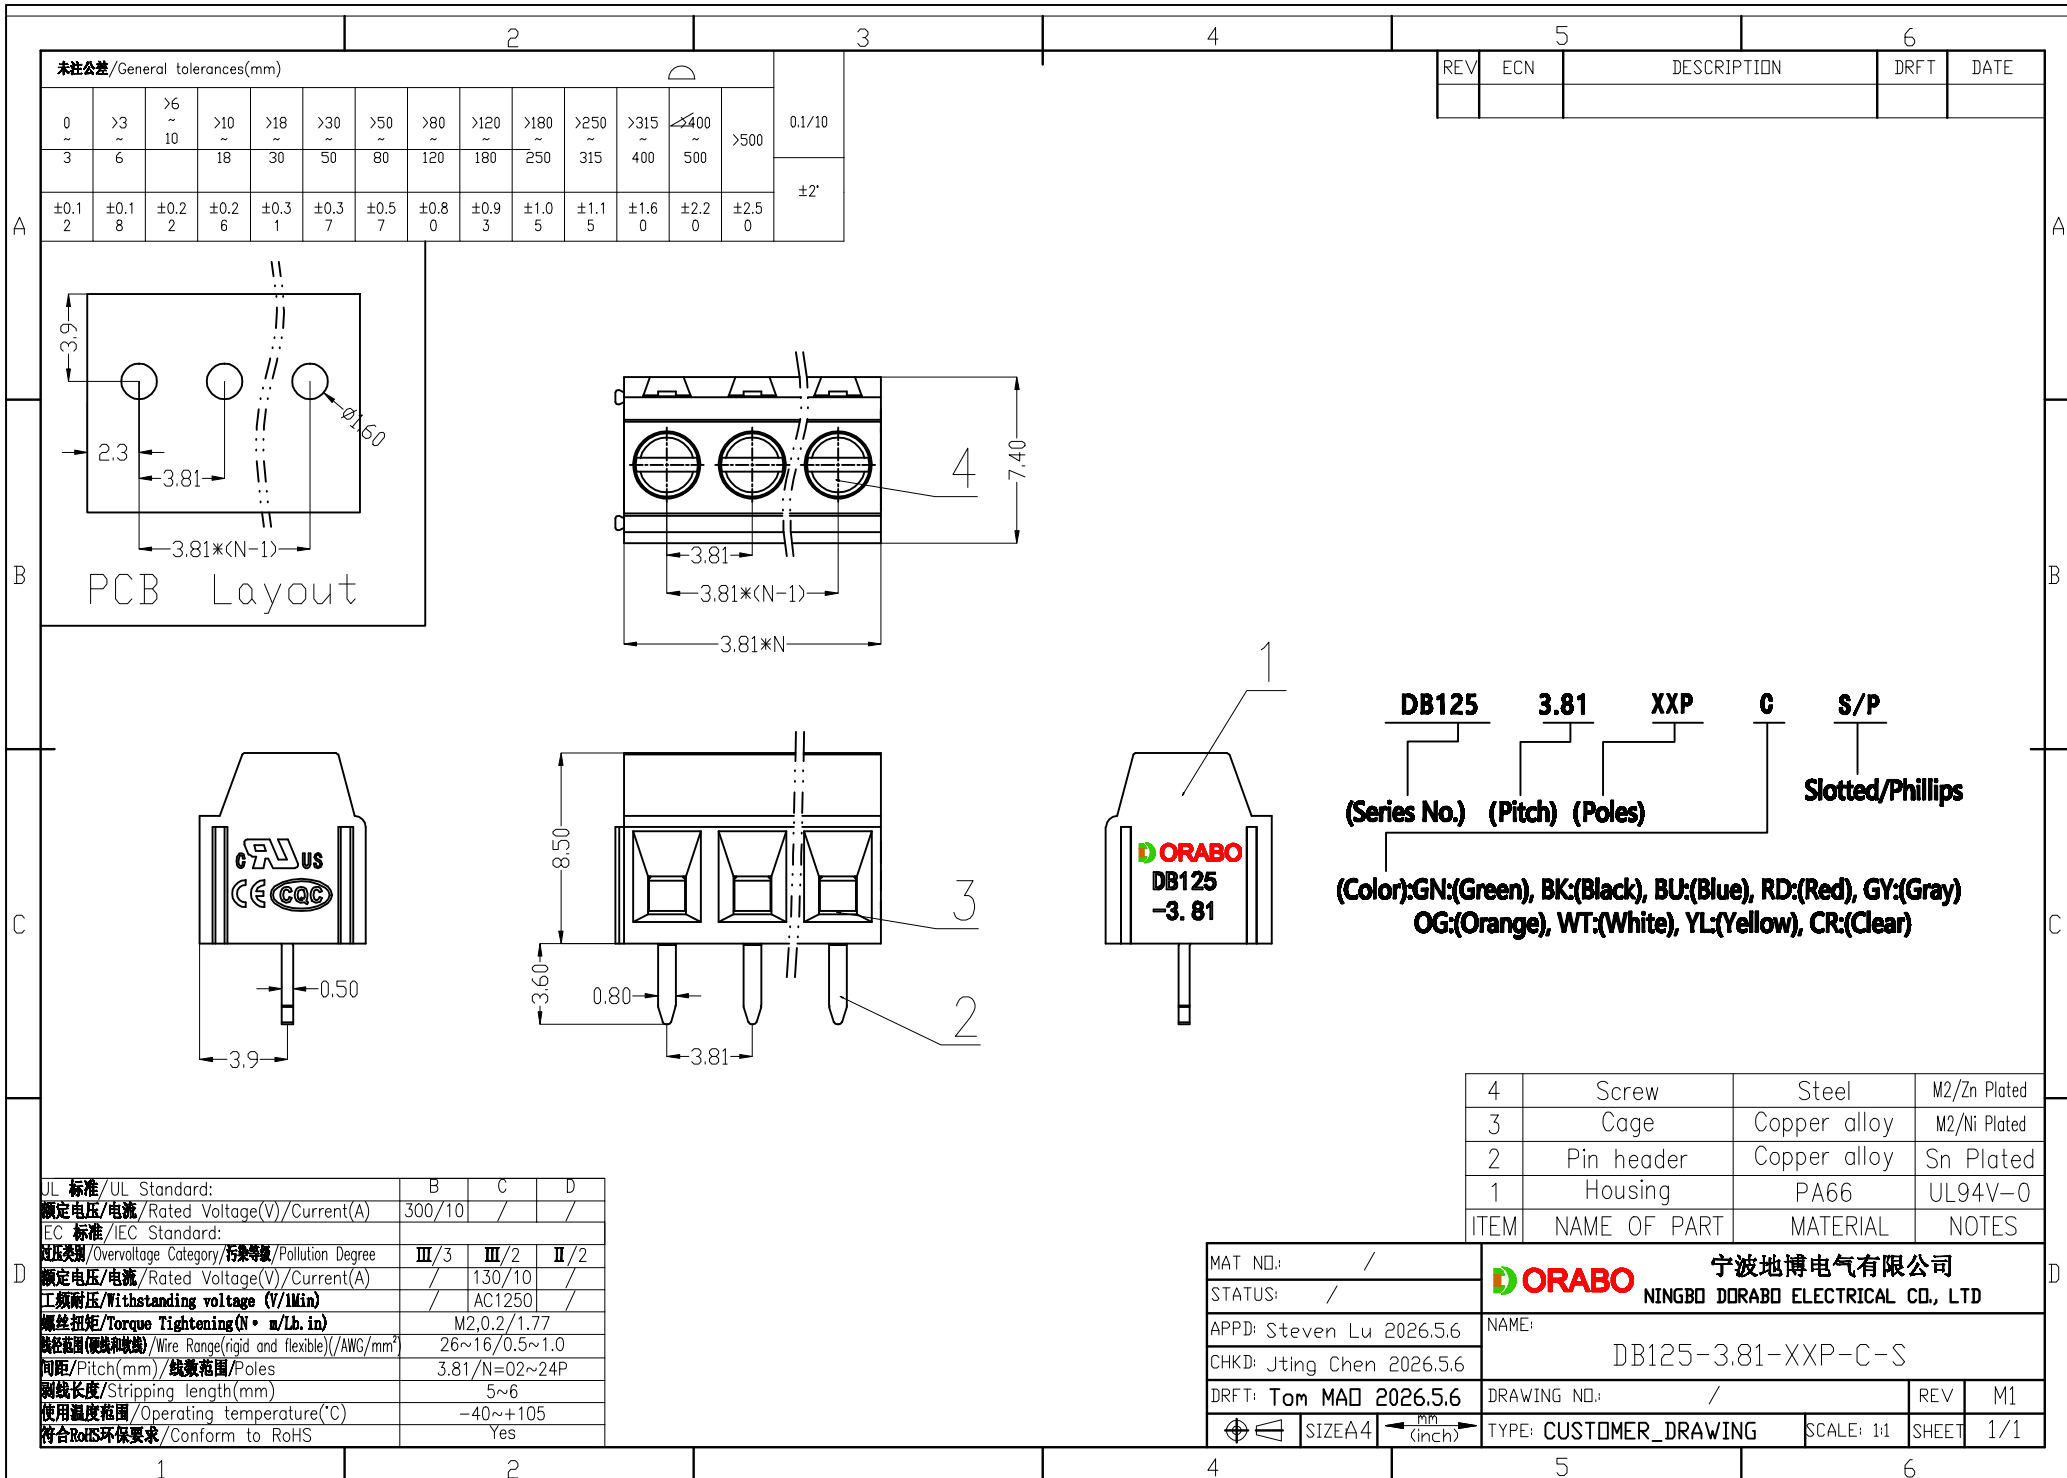 2 3 4 5 6
未注公差/General tolerances(mm)
0 ~ 3 >3 ~ 6 >6 ~ 10 >10 ~ 18 >18 ~ 30 >30 ~ 50 >50 ~ 80 >80 ~ 120 >120 ~ 180 >180 ~ 250 >250 ~ 315 >315 ~ 400 >400 ~ 500 >500 0.1/10
±0.12 ±0.18 ±0.22 ±0.26 ±0.31 ±0.37 ±0.57 ±0.80 ±0.93 ±1.05 ±1.15 ±1.60 ±2.20 ±2.50 ±2°
REV ECN DESCRIPTION DRFT DATE
A A
3.9
Ø1.60
2.3
3.81
3.81*(N-1)
PCB Layout
4
7.40
3.81
3.81*(N-1)
3.81*N
B B
1
DB125 3.81 XXP C S/P
Slotted/Phillips
(Series No.) (Pitch) (Poles)
(Color):GN:(Green), BK:(Black), BU:(Blue), RD:(Red), GY:(Gray)
OG:(Orange), WT:(White), YL:(Yellow), CR:(Clear)
C RU US
CE CQC
0.50
3.9
8.50
3.60
0.80
3.81
3
2
DORABO
DB125
-3.81
C C
4 Screw Steel M2/Zn Plated
3 Cage Copper alloy M2/Ni Plated
2 Pin header Copper alloy Sn Plated
1 Housing PA66 UL94V-0
ITEM NAME OF PART MATERIAL NOTES
UL 标准/UL Standard: B C D
额定电压/电流/Rated Voltage(V)/Current(A) 300/10 / /
IEC 标准/IEC Standard:
过压类别/Overvoltage Category/污染等级/Pollution Degree III/3 III/2 II/2
额定电压/电流/Rated Voltage(V)/Current(A) / 130/10 /
工频耐压/Withstanding voltage (V/1Min) / AC1250 /
螺丝扭矩/Torque Tightening(N• m/Lb.in) M2,0.2/1.77
线径范围(硬线和软线)/Wire Range(rigid and flexible)(/AWG/mm²) 26~16/0.5~1.0
间距/Pitch(mm)/线数范围/Poles 3.81/N=02~24P
剥线长度/Stripping length(mm) 5~6
使用温度范围/Operating temperature(°C) -40~+105
符合RoHS环保要求/Conform to RoHS Yes
D D
MAT NO.: /
STATUS: /
DORABO 宁波地博电气有限公司
NINGBO DORABO ELECTRICAL CO., LTD
APPD: Steven Lu 2026.5.6
CHKD: Jting Chen 2026.5.6
DRFT: Tom MAO 2026.5.6
NAME:
DB125-3.81-XXP-C-S
DRAWING NO.: / REV M1
SIZE A4 mm (inch) TYPE: CUSTOMER_DRAWING SCALE: 1:1 SHEET 1/1
1 2 4 5 6